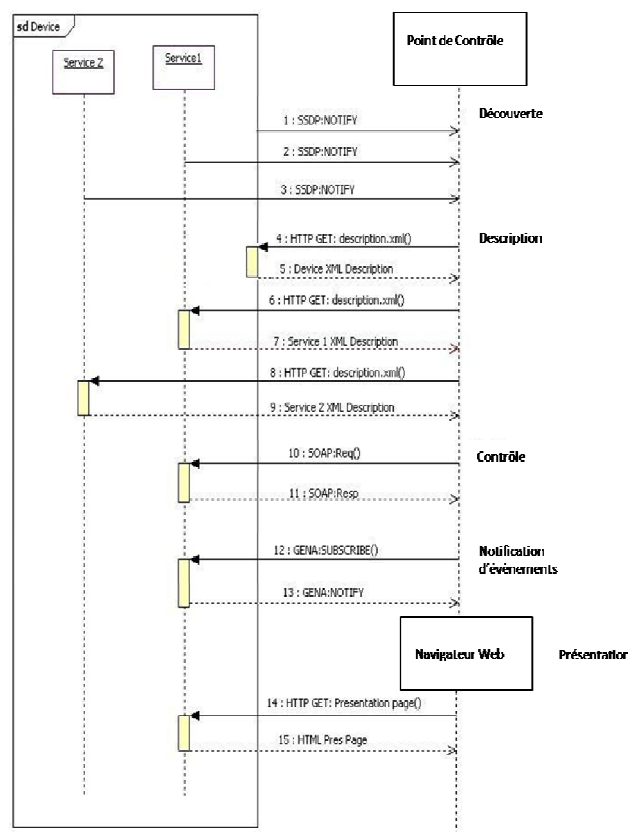 sd Device
Point de Contrôle
Service 2
Service1
Découverte
1 : SSDP:NOTIFY
2 : SSDP:NOTIFY
3 : SSDP:NOTIFY
4 : HTTP GET: description.xml()
Description
5 : Device XML Description
6 : HTTP GET: description.xml()
7 : Service 1 XML Description
8 : HTTP GET: description.xml()
9 : Service 2 XML Description
10 : SOAP:Req()
Contrôle
11 : SOAP:Resp
12 : GENA:SUBSCRIBE()
Notification
d'événements
13 : GENA:NOTIFY
Navigateur Web
Présentation
14 : HTTP GET: Presentation page()
15 : HTML Pres Page